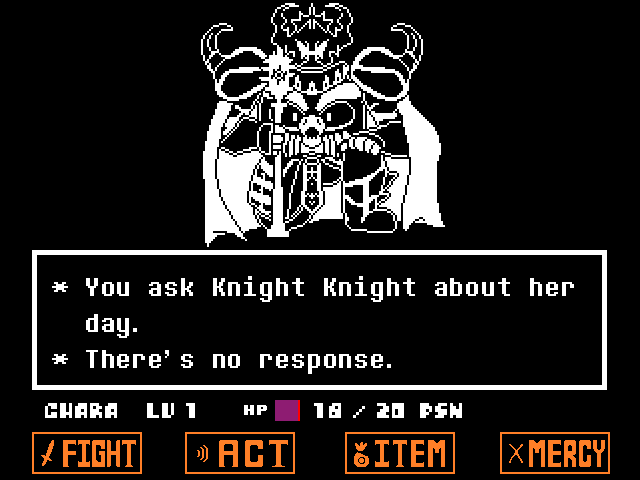 * You ask Knight Knight about her
day.
* There's no response.
CHARA LV 1 HP 18 / 20 PSN
FIGHT ACT ITEM MERCY